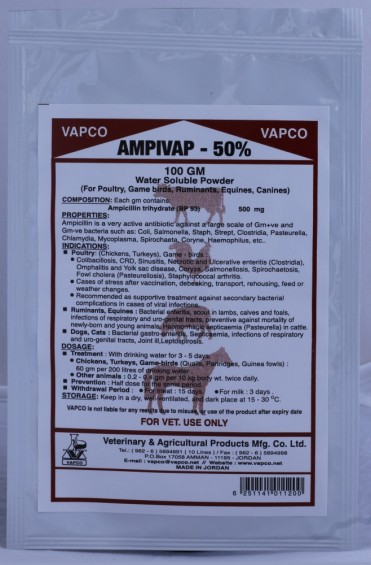 VAPCO VAPCO
AMPIVAP - 50%
100 GM
Water Soluble Powder
(For Poultry, Game birds, Ruminants, Equines, Canines)
COMPOSITION: Each gm contains:
Ampicillin trihydrate (BP 93) 500 mg
PROPERTIES:
Ampicillin is a very active antibiotic against a large scale of Gm+ve and
Gm-ve bacteria such as: Coli, Salmonella, Staph, Strept, Clostridia, Pasteurella,
Chlamydia, Mycoplasma, Spirochaeta, Coryne, Haemophilus, etc..
INDICATIONS:
• Poultry: (Chickens, Turkeys), Game - birds :
• Colibacillosis, CRD, Sinusitis, Necrotic and Ulcerative enteritis (Clostridia),
Omphalitis and Yolk sac disease, Coryza, Salmonellosis, Spirochaetosis,
Fowl cholera (Pasteurellosis), Staphylococcal arthritis.
• Cases of stress after vaccination, debeaking, transport, rehousing, feed or
weather changes.
• Recommended as supportive treatment against secondary bacterial
complications in cases of viral infections.
• Ruminants, Equines : Bacterial enteritis, scout in lambs, calves and foals,
infections of respiratory and uro-genital tracts, preventive against mortality of
newly-born and young animals, Haemorrhagic septicaemia (Pasteurella) in cattle.
• Dogs, Cats : Bacterial gastro-enteritis, Septicaemia, infections of respiratory
and uro-genital tracts, Joint ill, Leptospirosis.
DOSAGE:
• Treatment : With drinking water for 3 - 5 days.
• Chickens, Turkeys, Game-birds (Quails, Partridges, Guinea fowls) :
60 gm per 200 litres of drinking water.
• Other animals : 0.2 - 0.4 gm per 10 kg body wt. twice daily.
• Prevention : Half dose for same period.
• Withdrawal Period : •For meat : 15 days. •For milk : 3 days .
STORAGE: Keep in a dry, well ventilated, and dark place at 15 - 30 ºC.
VAPCO is not liable for any results due to misuse, or use of the product after expiry date
FOR VET. USE ONLY
VAPCO
Veterinary & Agricultural Products Mfg. Co. Ltd.
Tel.: ( 962 - 6 ) 5694991 ( 10 Lines ) / Fax : ( 962 - 6 ) 5694998
P.O.Box 17058 AMMAN - 11195 - JORDAN
E-mail : vapco@vapco.net // Website : www.vapco.net
MADE IN JORDAN
6 251141 011200